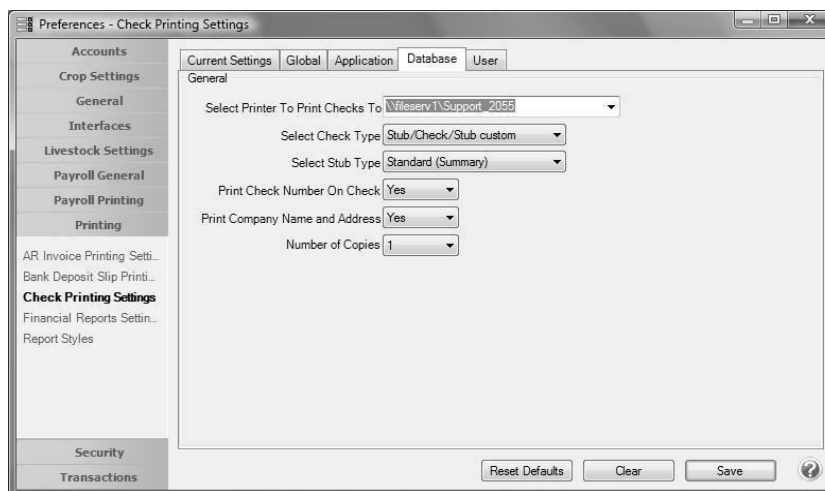 Preferences - Check Printing Settings
Accounts
Crop Settings
General
Interfaces
Livestock Settings
Payroll General
Payroll Printing
Printing
AR Invoice Printing Setti...
Bank Deposit Slip Printi...
Check Printing Settings
Financial Reports Settin...
Report Styles
Security
Transactions
Current Settings Global Application Database User
General
Select Printer To Print Checks To \\fileserv1\Support_2055
Select Check Type Stub/Check/Stub custom
Select Stub Type Standard (Summary)
Print Check Number On Check Yes
Print Company Name and Address Yes
Number of Copies 1
Reset Defaults Clear Save ?